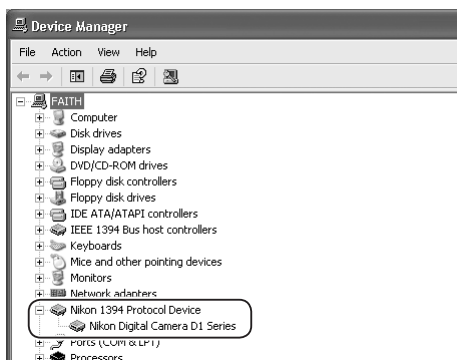 Device Manager
File Action View Help
FAITH
Computer
Disk drives
Display adapters
DVD/CD-ROM drives
Floppy disk controllers
Floppy disk drives
IDE ATA/ATAPI controllers
IEEE 1394 Bus host controllers
Keyboards
Mice and other pointing devices
Monitors
Network adapters
Nikon 1394 Protocol Device
Nikon Digital Camera D1 Series
Ports (COM & LPT)
Processors